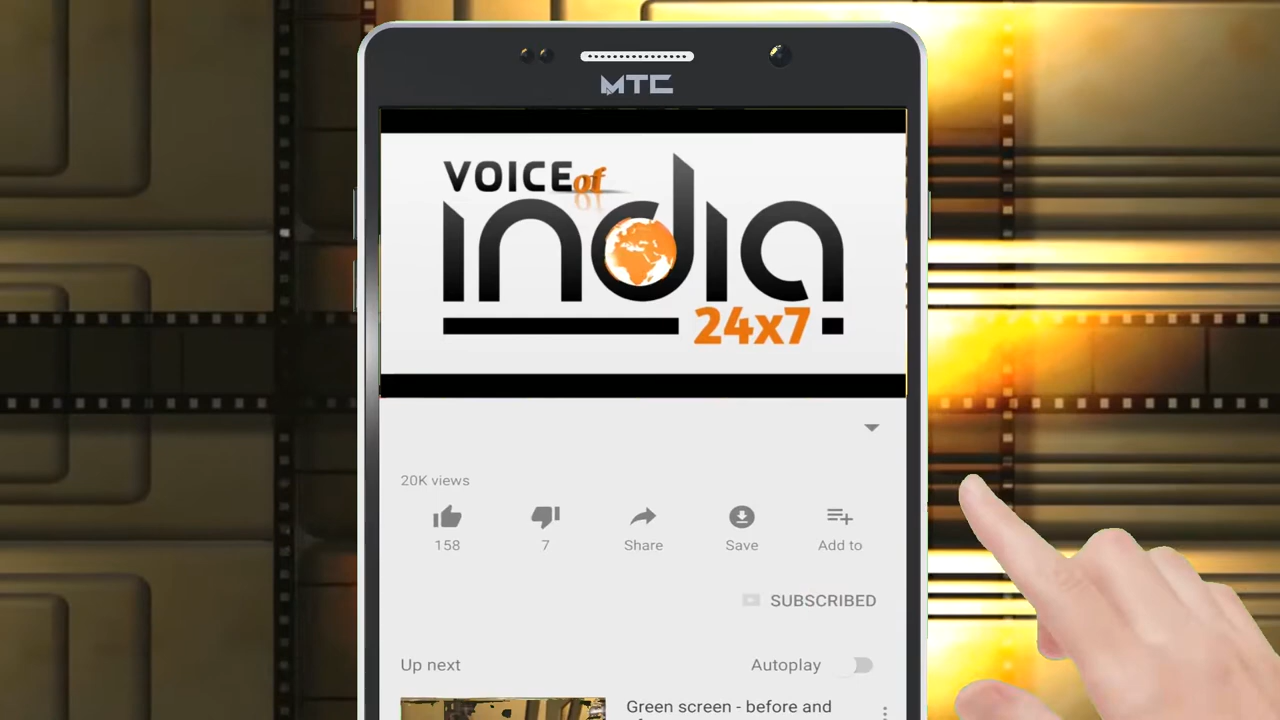 MTC
VOICE of
india
24x7
20K views
158
7
Share
Save
Add to
SUBSCRIBED
Up next
Autoplay
Green screen - before and